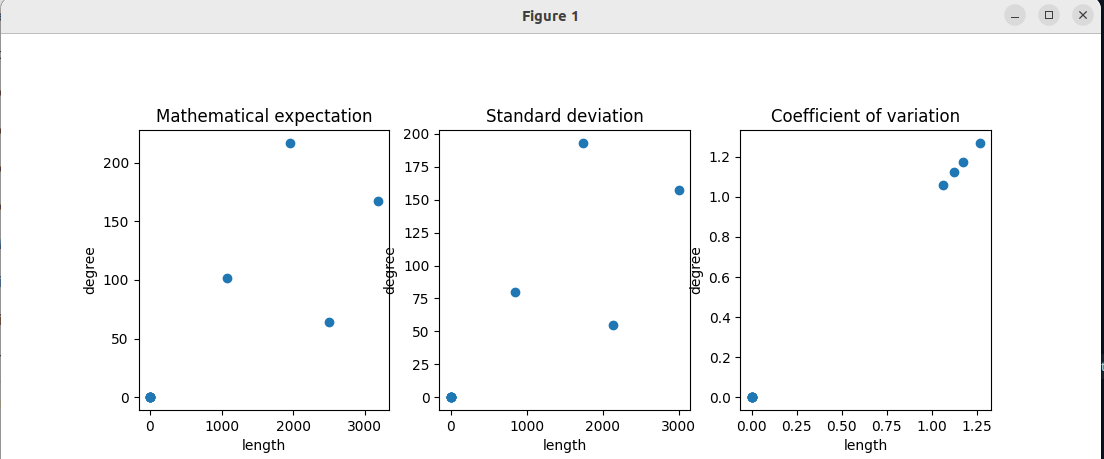 Figure 1
Mathematical expectation
200
150
100
50
0
degree
0 1000 2000 3000
length
Standard deviation
200
175
150
125
100
75
50
25
0
degree
0 1000 2000 3000
length
Coefficient of variation
1.2
1.0
0.8
0.6
0.4
0.2
0.0
degree
0.00 0.25 0.50 0.75 1.00 1.25
length